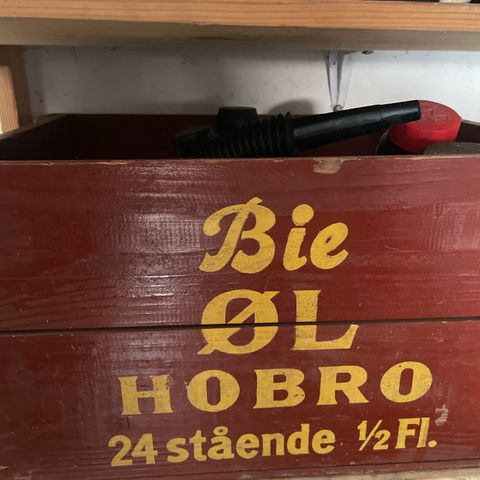 Bie
ØL
HOBRO
24 stående ½ Fl.